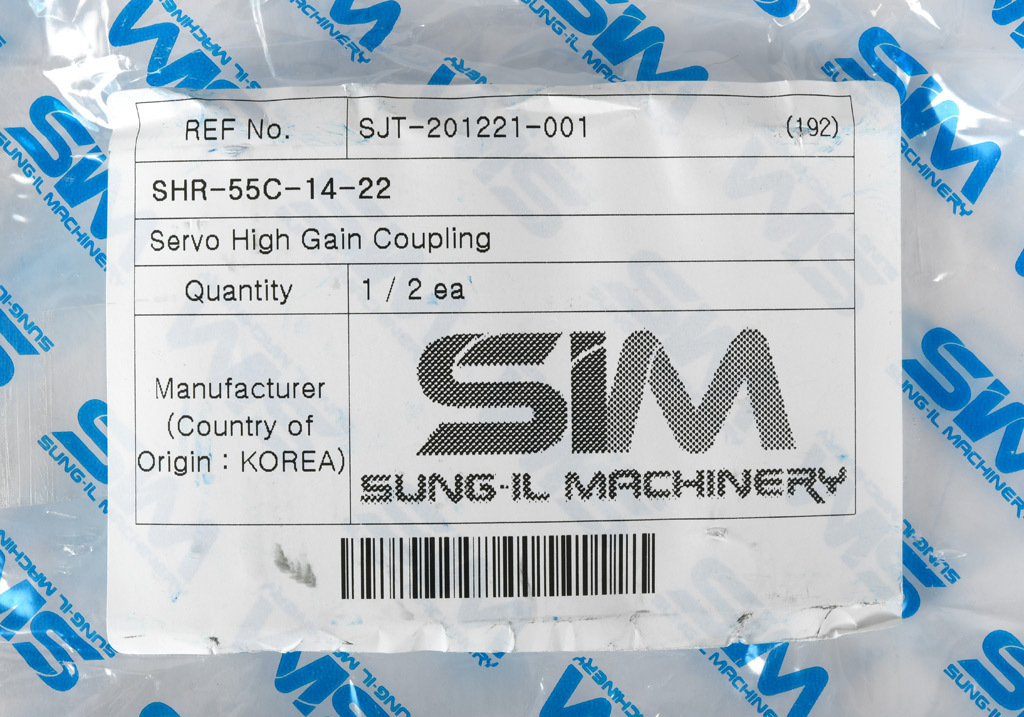 REF No. SJT-201221-001 (192)
SHR-55C-14-22
Servo High Gain Coupling
Quantity 1 / 2 ea
Manufacturer
(Country of
Origin : KOREA)
SIM
SUNG-IL MACHINERY